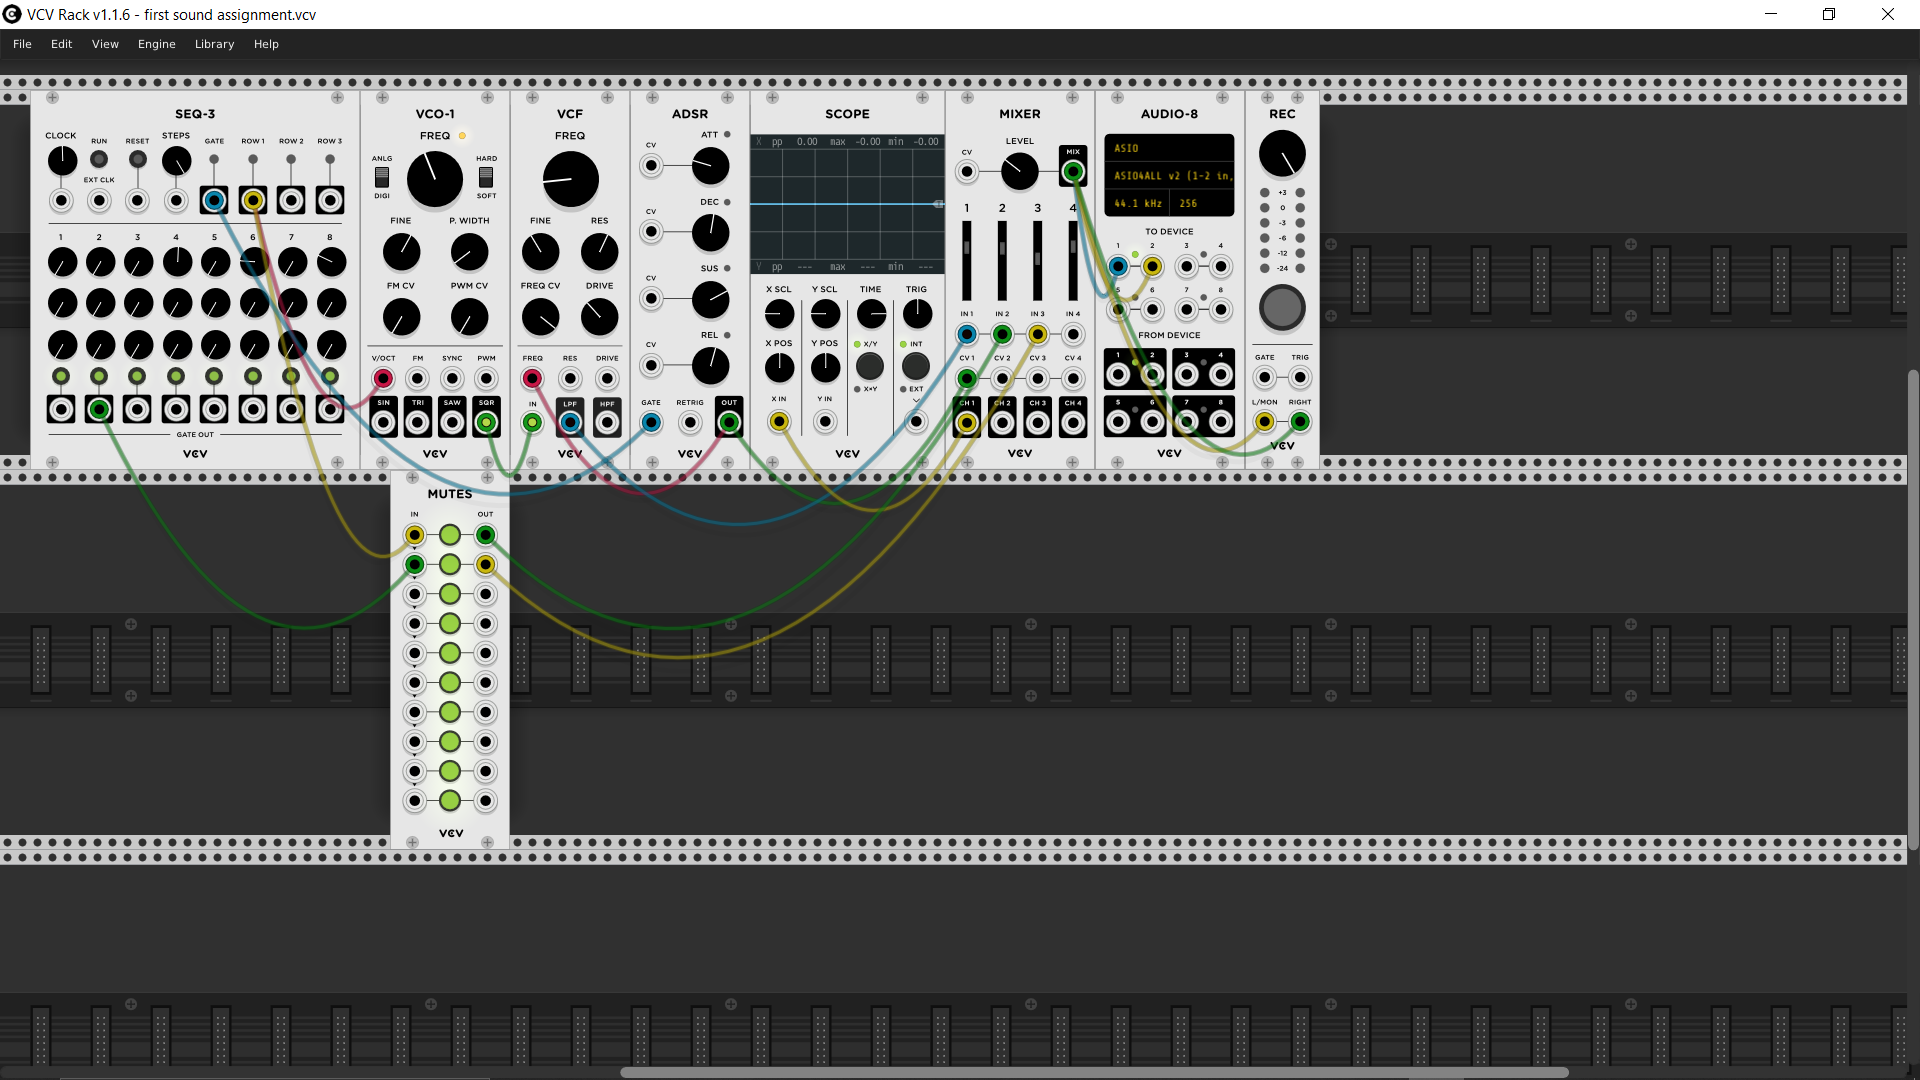 VCV Rack v1.1.6 - first sound assignment.vcv
File Edit View Engine Library Help
SEQ-3
CLOCK RUN RESET STEPS GATE ROW 1 ROW 2 ROW 3
EXT CLK
1 2 3 4 5 6 7 8
GATE OUT
VCV
VCO-1
FREQ
ANLG HARD
DIGI SOFT
FINE P. WIDTH
FM CV PWM CV
V/OCT FM SYNC PWM
SIN TRI SAW SQR
VCV
VCF
FREQ
FINE RES
FREQ CV DRIVE
FREQ RES DRIVE
IN LPF HPF
VCV
ADSR
ATT
CV
DEC
CV
SUS
CV
REL
CV
GATE RETRIG OUT
VCV
SCOPE
X pp 0.00 max -0.00 min -0.00
Y pp --- max --- min ---
X SCL Y SCL TIME TRIG
X POS Y POS X/Y INT
X×Y EXT
X IN Y IN
VCV
MIXER
LEVEL
CV MIX
1 2 3 4
IN 1 IN 2 IN 3 IN 4
CV 1 CV 2 CV 3 CV 4
CH 1 CH 2 CH 3 CH 4
VCV
AUDIO-8
ASIO
ASIO4ALL v2 (1-2 in,
44.1 kHz 256
TO DEVICE
1 2 3 4
5 6 7 8
FROM DEVICE
1 2 3 4
5 6 7 8
VCV
REC
+3
0
-3
-6
-12
-24
GATE TRIG
L/MON RIGHT
VCV
MUTES
IN OUT
VCV